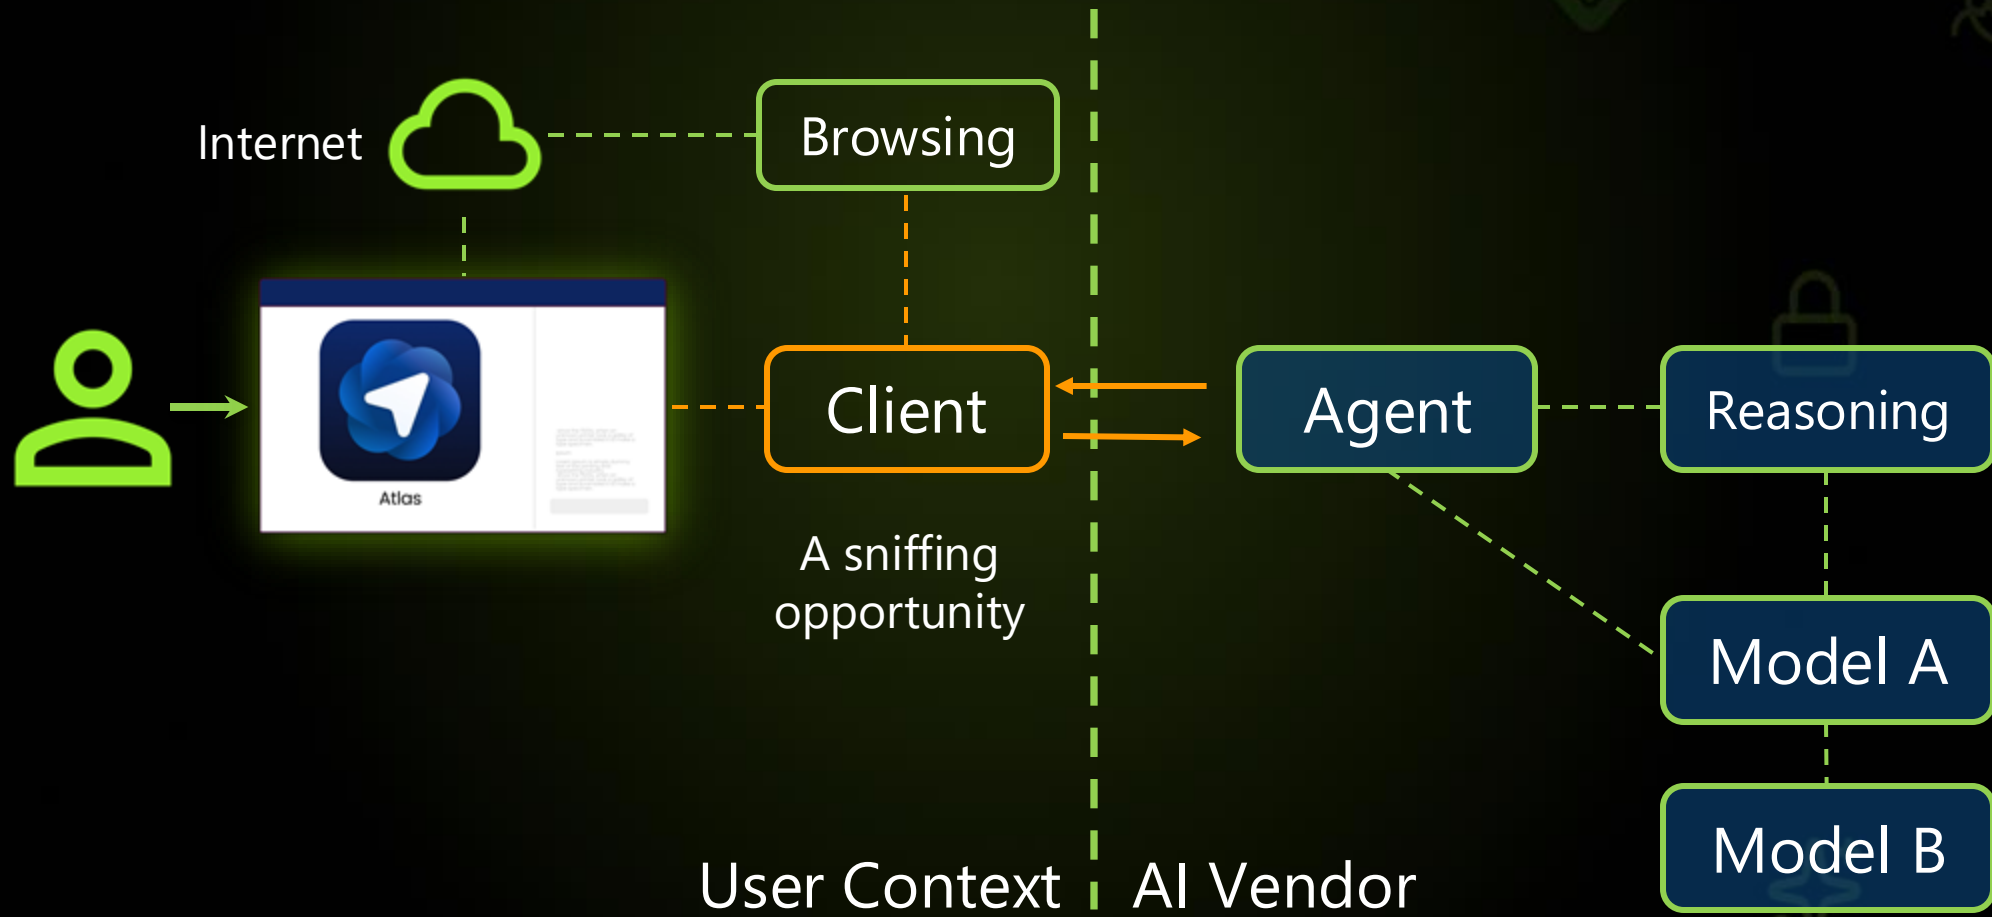 Internet
Browsing
Atlas
Client
Agent
Reasoning
A sniffing
opportunity
Model A
Model B
User Context
AI Vendor